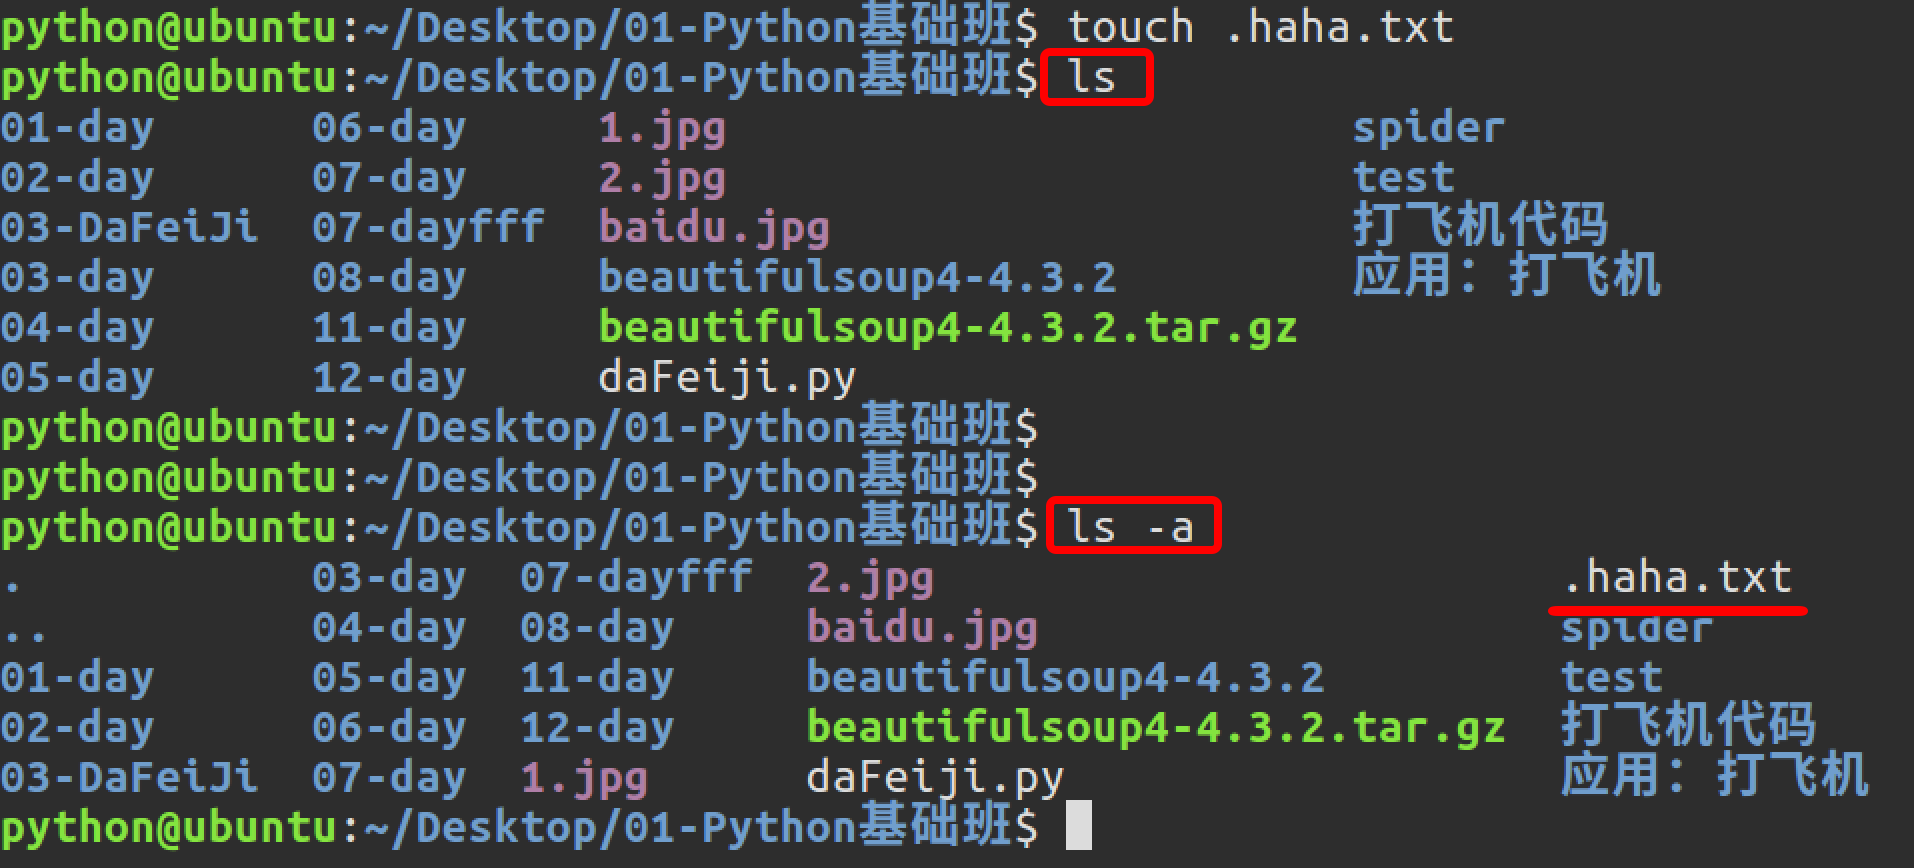 python@ubuntu:~/Desktop/01-Python基础班$ touch .haha.txt
python@ubuntu:~/Desktop/01-Python基础班$ ls
01-day 06-day 1.jpg spider
02-day 07-day 2.jpg test
03-DaFeiJi 07-dayfff baidu.jpg 打飞机代码
03-day 08-day beautifulsoup4-4.3.2 应用：打飞机
04-day 11-day beautifulsoup4-4.3.2.tar.gz
05-day 12-day daFeiji.py
python@ubuntu:~/Desktop/01-Python基础班$
python@ubuntu:~/Desktop/01-Python基础班$
python@ubuntu:~/Desktop/01-Python基础班$ ls -a
. 03-day 07-dayfff 2.jpg .haha.txt
.. 04-day 08-day baidu.jpg spider
01-day 05-day 11-day beautifulsoup4-4.3.2 test
02-day 06-day 12-day beautifulsoup4-4.3.2.tar.gz 打飞机代码
03-DaFeiJi 07-day 1.jpg daFeiji.py 应用：打飞机
python@ubuntu:~/Desktop/01-Python基础班$